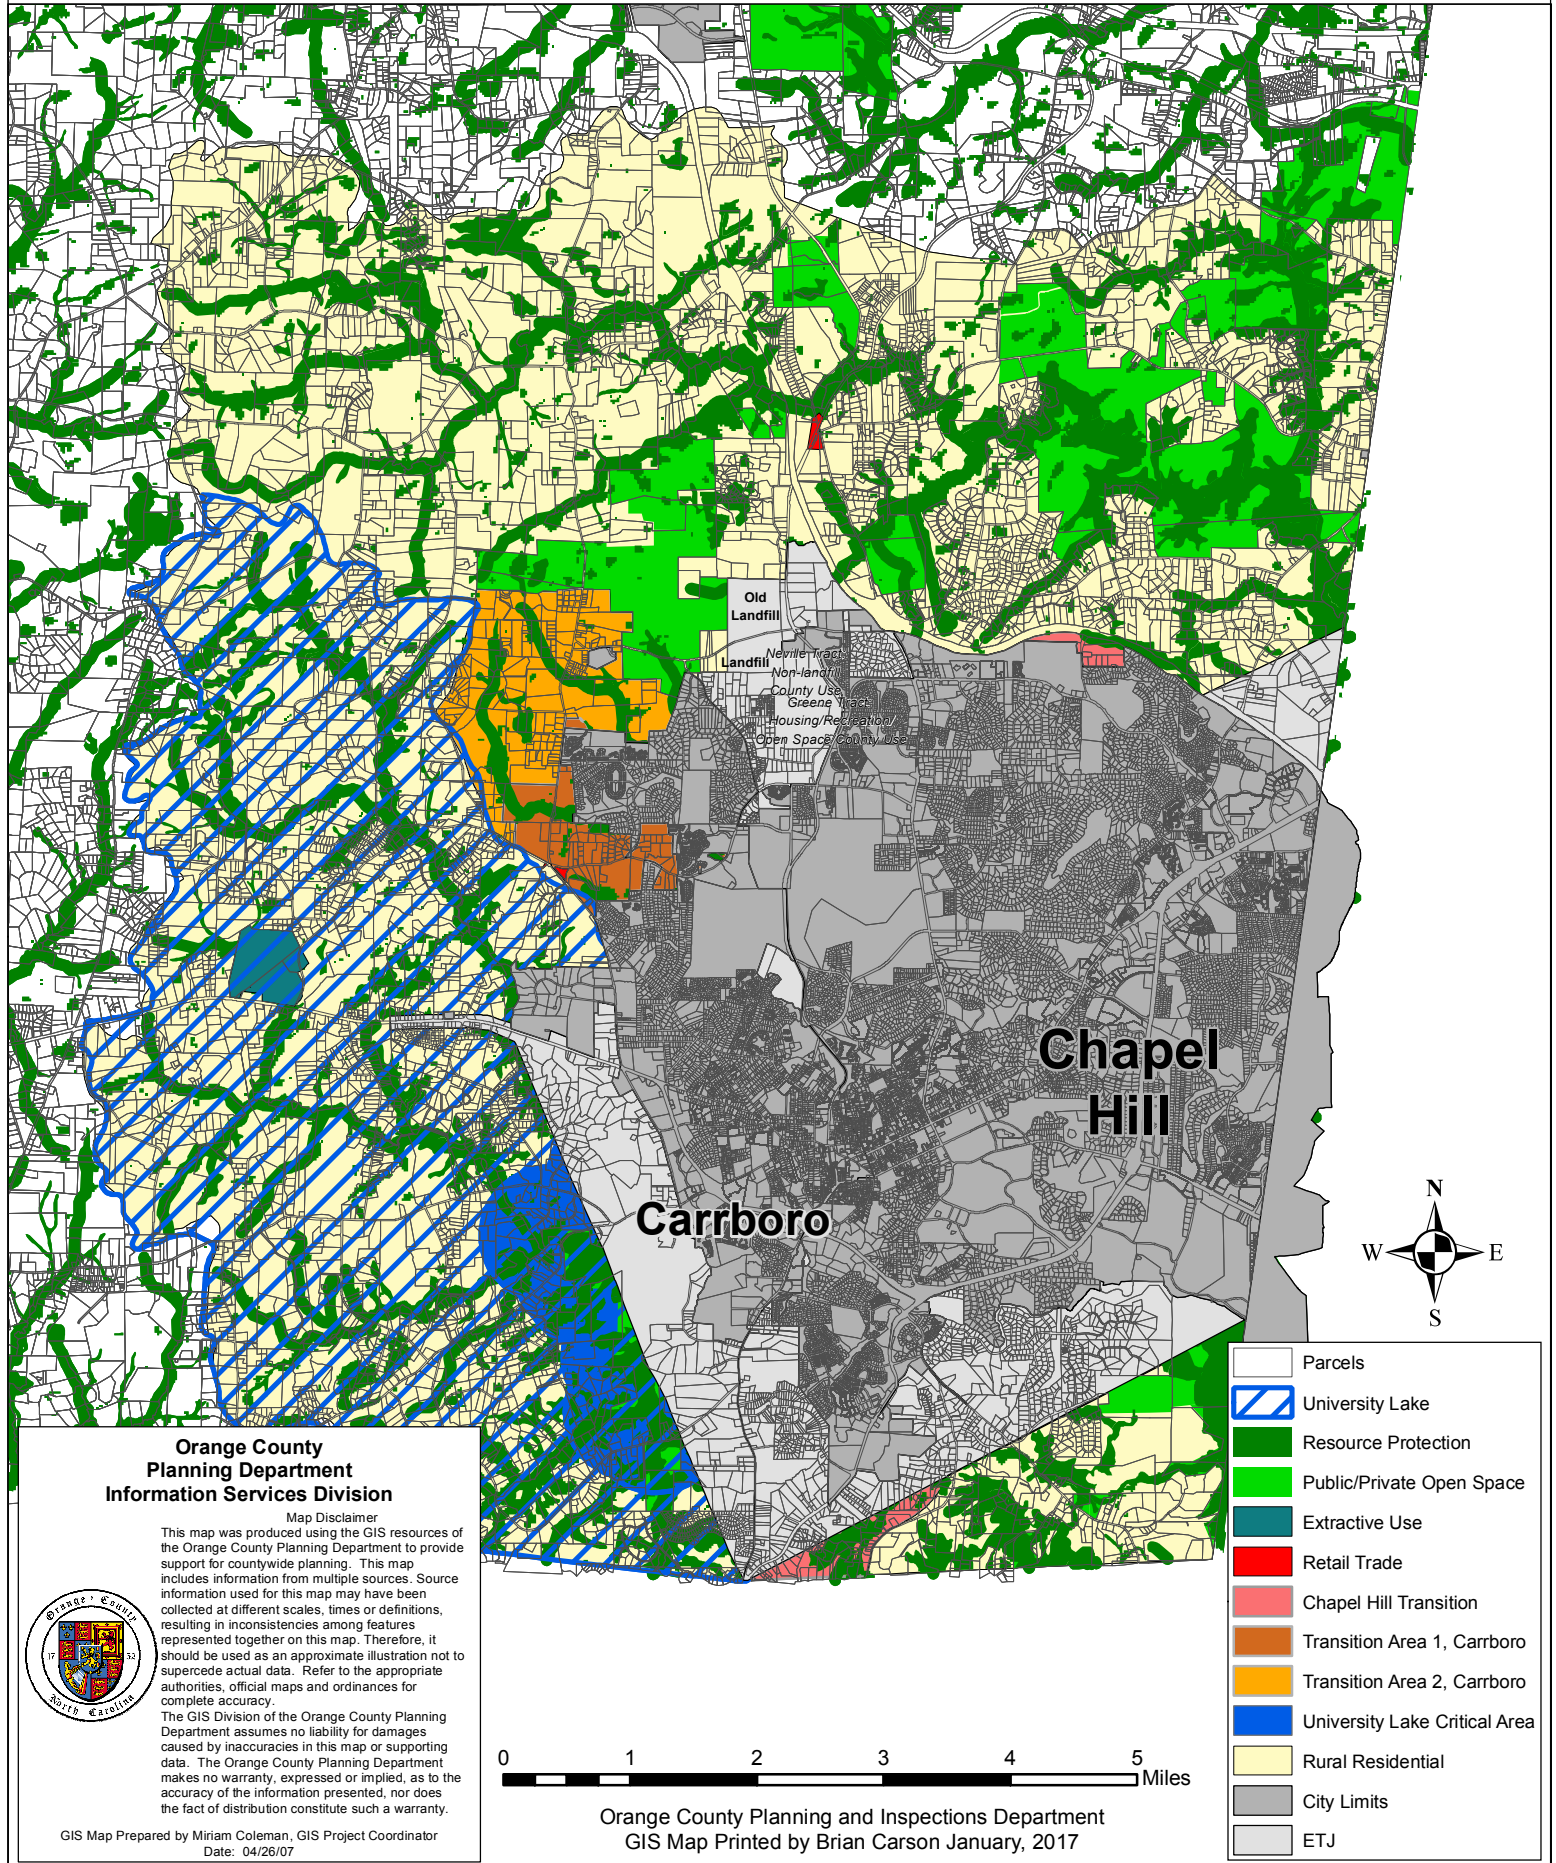 Old
Landfill
Landfill
Neville Tract
Non-landfill
County Use
Greene Tract
Housing/Recreation/
Open Space/County Use
Chapel
Hill
Carrboro
N
W
E
S
Parcels
University Lake
Resource Protection
Public/Private Open Space
Extractive Use
Retail Trade
Chapel Hill Transition
Transition Area 1, Carrboro
Transition Area 2, Carrboro
University Lake Critical Area
Rural Residential
City Limits
ETJ
Orange County
Planning Department
Information Services Division
Map Disclaimer
This map was produced using the GIS resources of
the Orange County Planning Department to provide
support for countywide planning. This map
includes information from multiple sources. Source
information used for this map may have been
collected at different scales, times or definitions,
resulting in inconsistencies among features
represented together on this map. Therefore, it
should be used as an approximate illustration not to
supercede actual data. Refer to the appropriate
authorities, official maps and ordinances for
complete accuracy.
The GIS Division of the Orange County Planning
Department assumes no liability for damages
caused by inaccuracies in this map or supporting
data. The Orange County Planning Department
makes no warranty, expressed or implied, as to the
accuracy of the information presented, nor does
the fact of distribution constitute such a warranty.
GIS Map Prepared by Miriam Coleman, GIS Project Coordinator
Date: 04/26/07
Orange County
17 52
North Carolina
0 1 2 3 4 5
Miles
Orange County Planning and Inspections Department
GIS Map Printed by Brian Carson January, 2017